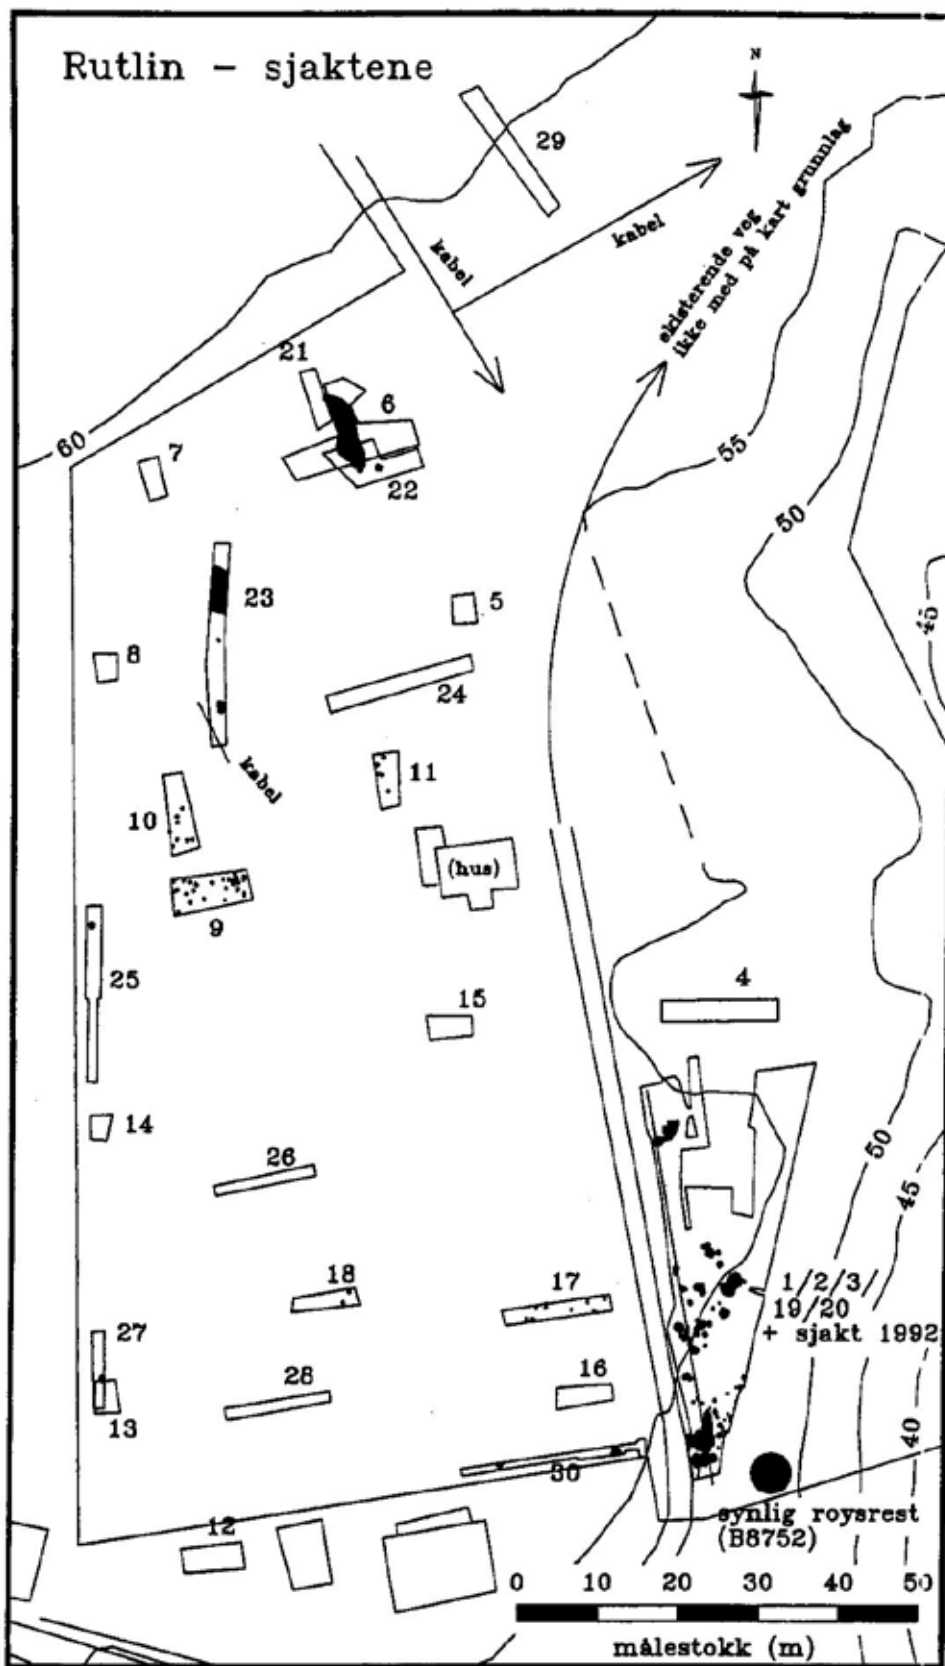 Rutlin - sjaktene
N
29
kabel
kabel
eksisterende veg
ikke med på kart grunnlag
21
6
60
7
22
55
50
23
5
45
8
24
11
kabel
10
(hus)
9
25
15
4
14
26
50
45
18
17
1 2 3
19 20
+ sjakt 1992
27
28
16
13
30
40
12
synlig roysrest
(B8752)
0 10 20 30 40 50
målestokk (m)